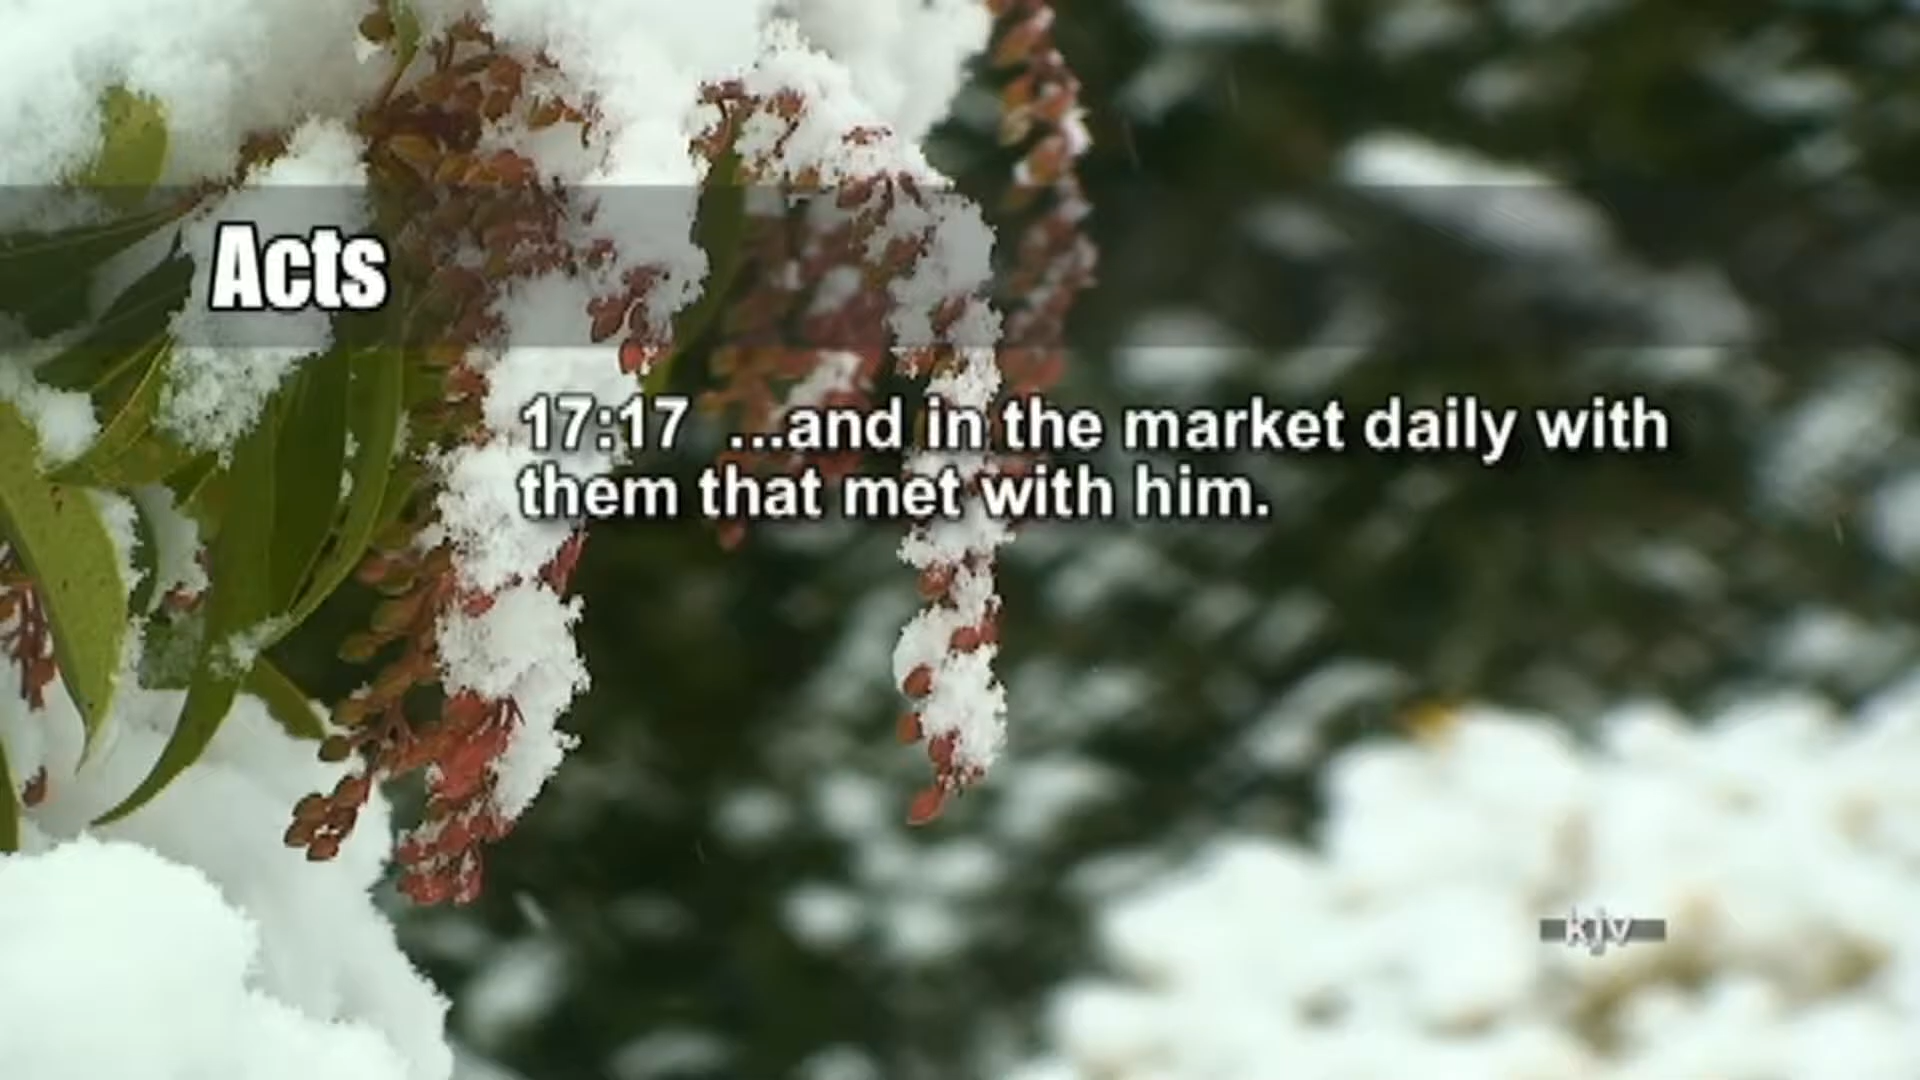 Acts
17:17 ...and in the market daily with
them that met with him.
kjv